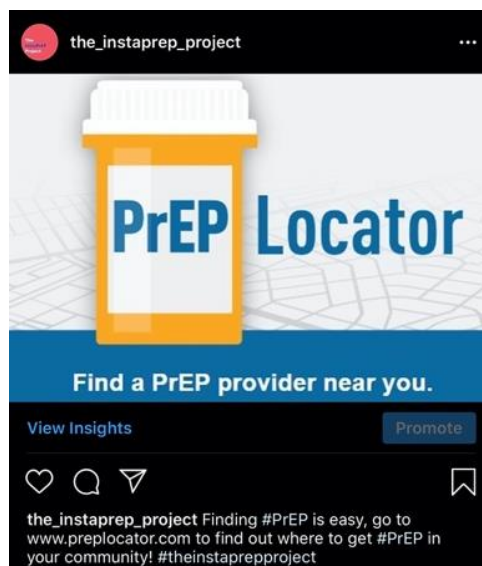 the_instaprep_project
PrEP Locator
Find a PrEP provider near you.
View Insights
Promote
the_instaprep_project Finding #PrEP is easy, go to
www.preplocator.com to find out where to get #PrEP in
your community! #theinstaprepproject